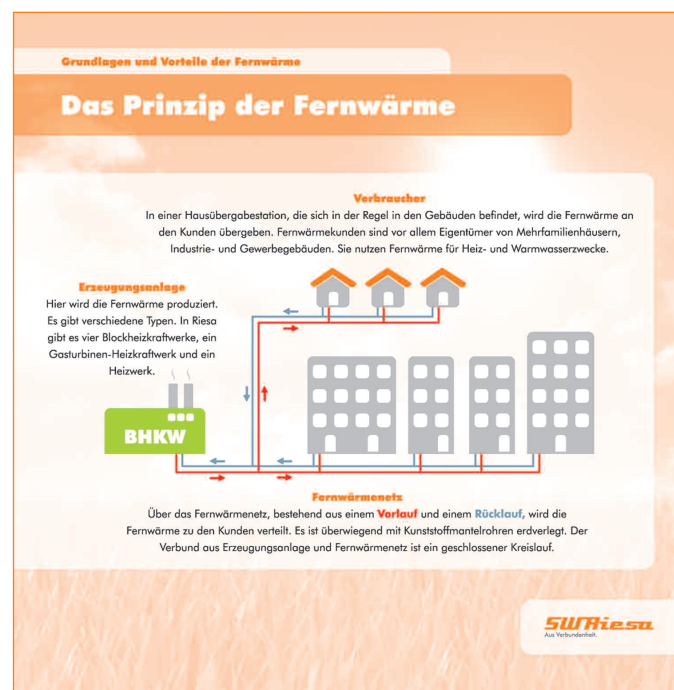 Grundlagen und Vorteile der Fernwärme
Das Prinzip der Fernwärme
Verbraucher
In einer Hausübergabestation, die sich in der Regel in den Gebäuden befindet, wird die Fernwärme an
den Kunden übergeben. Fernwärmekunden sind vor allem Eigentümer von Mehrfamilienhäusern,
Industrie- und Gewerbegebäuden. Sie nutzen Fernwärme für Heiz- und Warmwasserzwecke.
Erzeugungsanlage
Hier wird die Fernwärme produziert.
Es gibt verschiedene Typen. In Riesa
gibt es vier Blockheizkraftwerke, ein
Gasturbinen-Heizkraftwerk und ein
Heizwerk.
BHKW
Fernwärmenetz
Über das Fernwärmenetz, bestehend aus einem Vorlauf und einem Rücklauf, wird die
Fernwärme zu den Kunden verteilt. Es ist überwiegend mit Kunststoffmantelrohren erdverlegt. Der
Verbund aus Erzeugungsanlage und Fernwärmenetz ist ein geschlossener Kreislauf.
SWRiesa
Aus Verbundenheit.